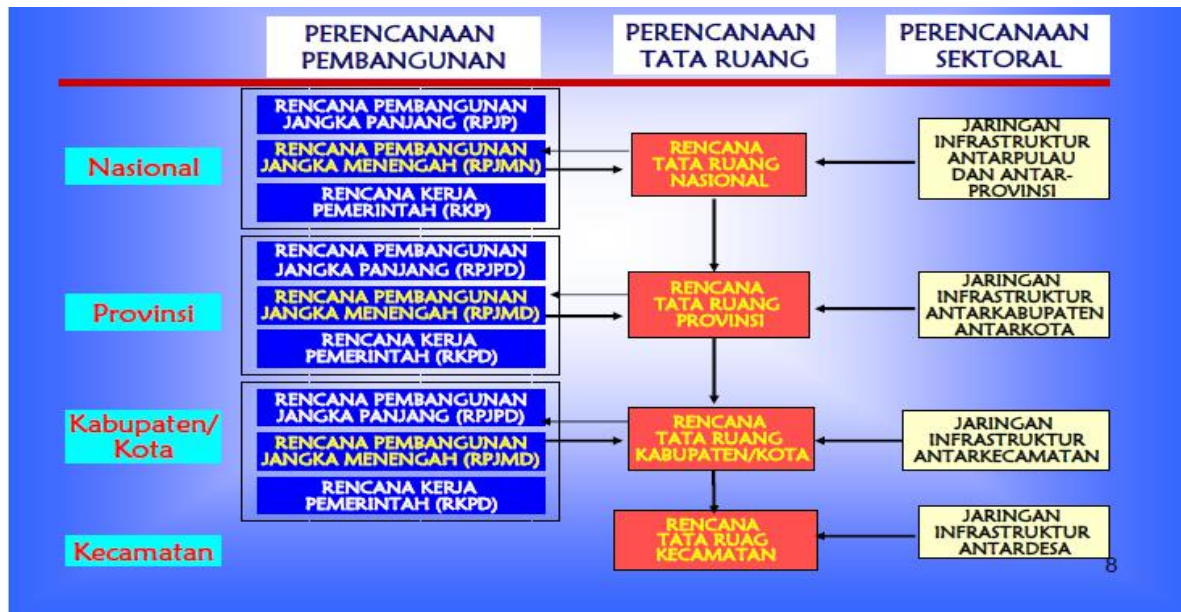 PERENCANAAN
PEMBANGUNAN
PERENCANAAN
TATA RUANG
PERENCANAAN
SEKTORAL
Nasional
RENCANA PEMBANGUNAN
JANGKA PANJANG (RPJP)
RENCANA PEMBANGUNAN
JANGKA MENENGAH (RPJMN)
RENCANA KERJA
PEMERINTAH (RKP)
RENCANA
TATA RUANG
NASIONAL
JARINGAN
INFRASTRUKTUR
ANTARPULAU
DAN ANTAR-
PROVINSI
Provinsi
RENCANA PEMBANGUNAN
JANGKA PANJANG (RPJPD)
RENCANA PEMBANGUNAN
JANGKA MENENGAH (RPJMD)
RENCANA KERJA
PEMERINTAH (RKPD)
RENCANA
TATA RUANG
PROVINSI
JARINGAN
INFRASTRUKTUR
ANTARKABUPATEN
ANTARKOTA
Kabupaten/
Kota
RENCANA PEMBANGUNAN
JANGKA PANJANG (RPJPD)
RENCANA PEMBANGUNAN
JANGKA MENENGAH (RPJMD)
RENCANA KERJA
PEMERINTAH (RKPD)
RENCANA
TATA RUANG
KABUPATEN/KOTA
JARINGAN
INFRASTRUKTUR
ANTARKECAMATAN
Kecamatan
RENCANA
TATA RUAG
KECAMATAN
JARINGAN
INFRASTRUKTUR
ANTARDESA
8